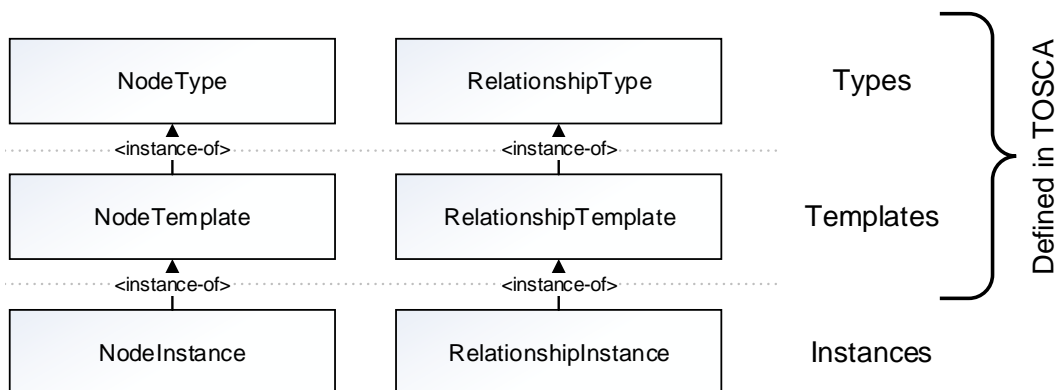 NodeType
RelationshipType
Types
<instance-of>
<instance-of>
NodeTemplate
RelationshipTemplate
Templates
<instance-of>
<instance-of>
NodeInstance
RelationshipInstance
Instances
Defined in TOSCA